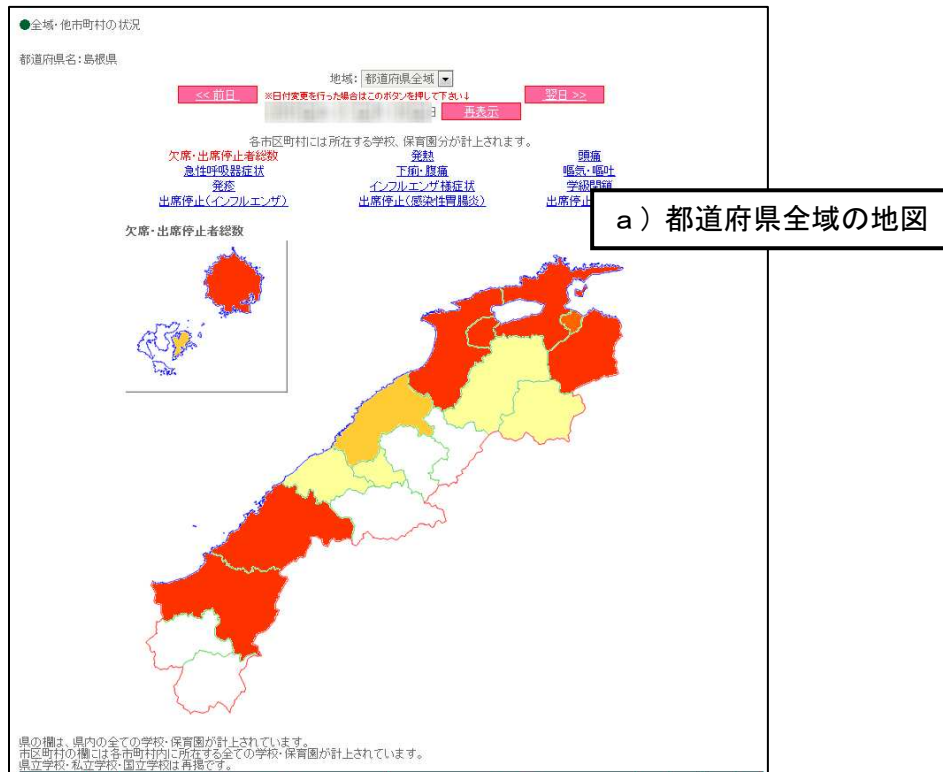 ●全域・他市町村の状況
都道府県名：島根県
地域： 都道府県全域
<< 前日 ※日付変更を行った場合はこのボタンを押して下さい↓ 翌日 >>
日 再表示
各市区町村には所在する学校、保育園分が計上されます。
欠席・出席停止者総数 発熱 頭痛
急性呼吸器症状 下痢・腹痛 嘔気・嘔吐
発疹 インフルエンザ様症状 学級閉鎖
出席停止(インフルエンザ) 出席停止(感染性胃腸炎) 出席停止
a）都道府県全域の地図
欠席・出席停止者総数
県の欄は、県内の全ての学校・保育園が計上されています。
市区町村の欄には各市町村内に所在する全ての学校・保育園が計上されています。
県立学校・私立学校・国立学校は再掲です。